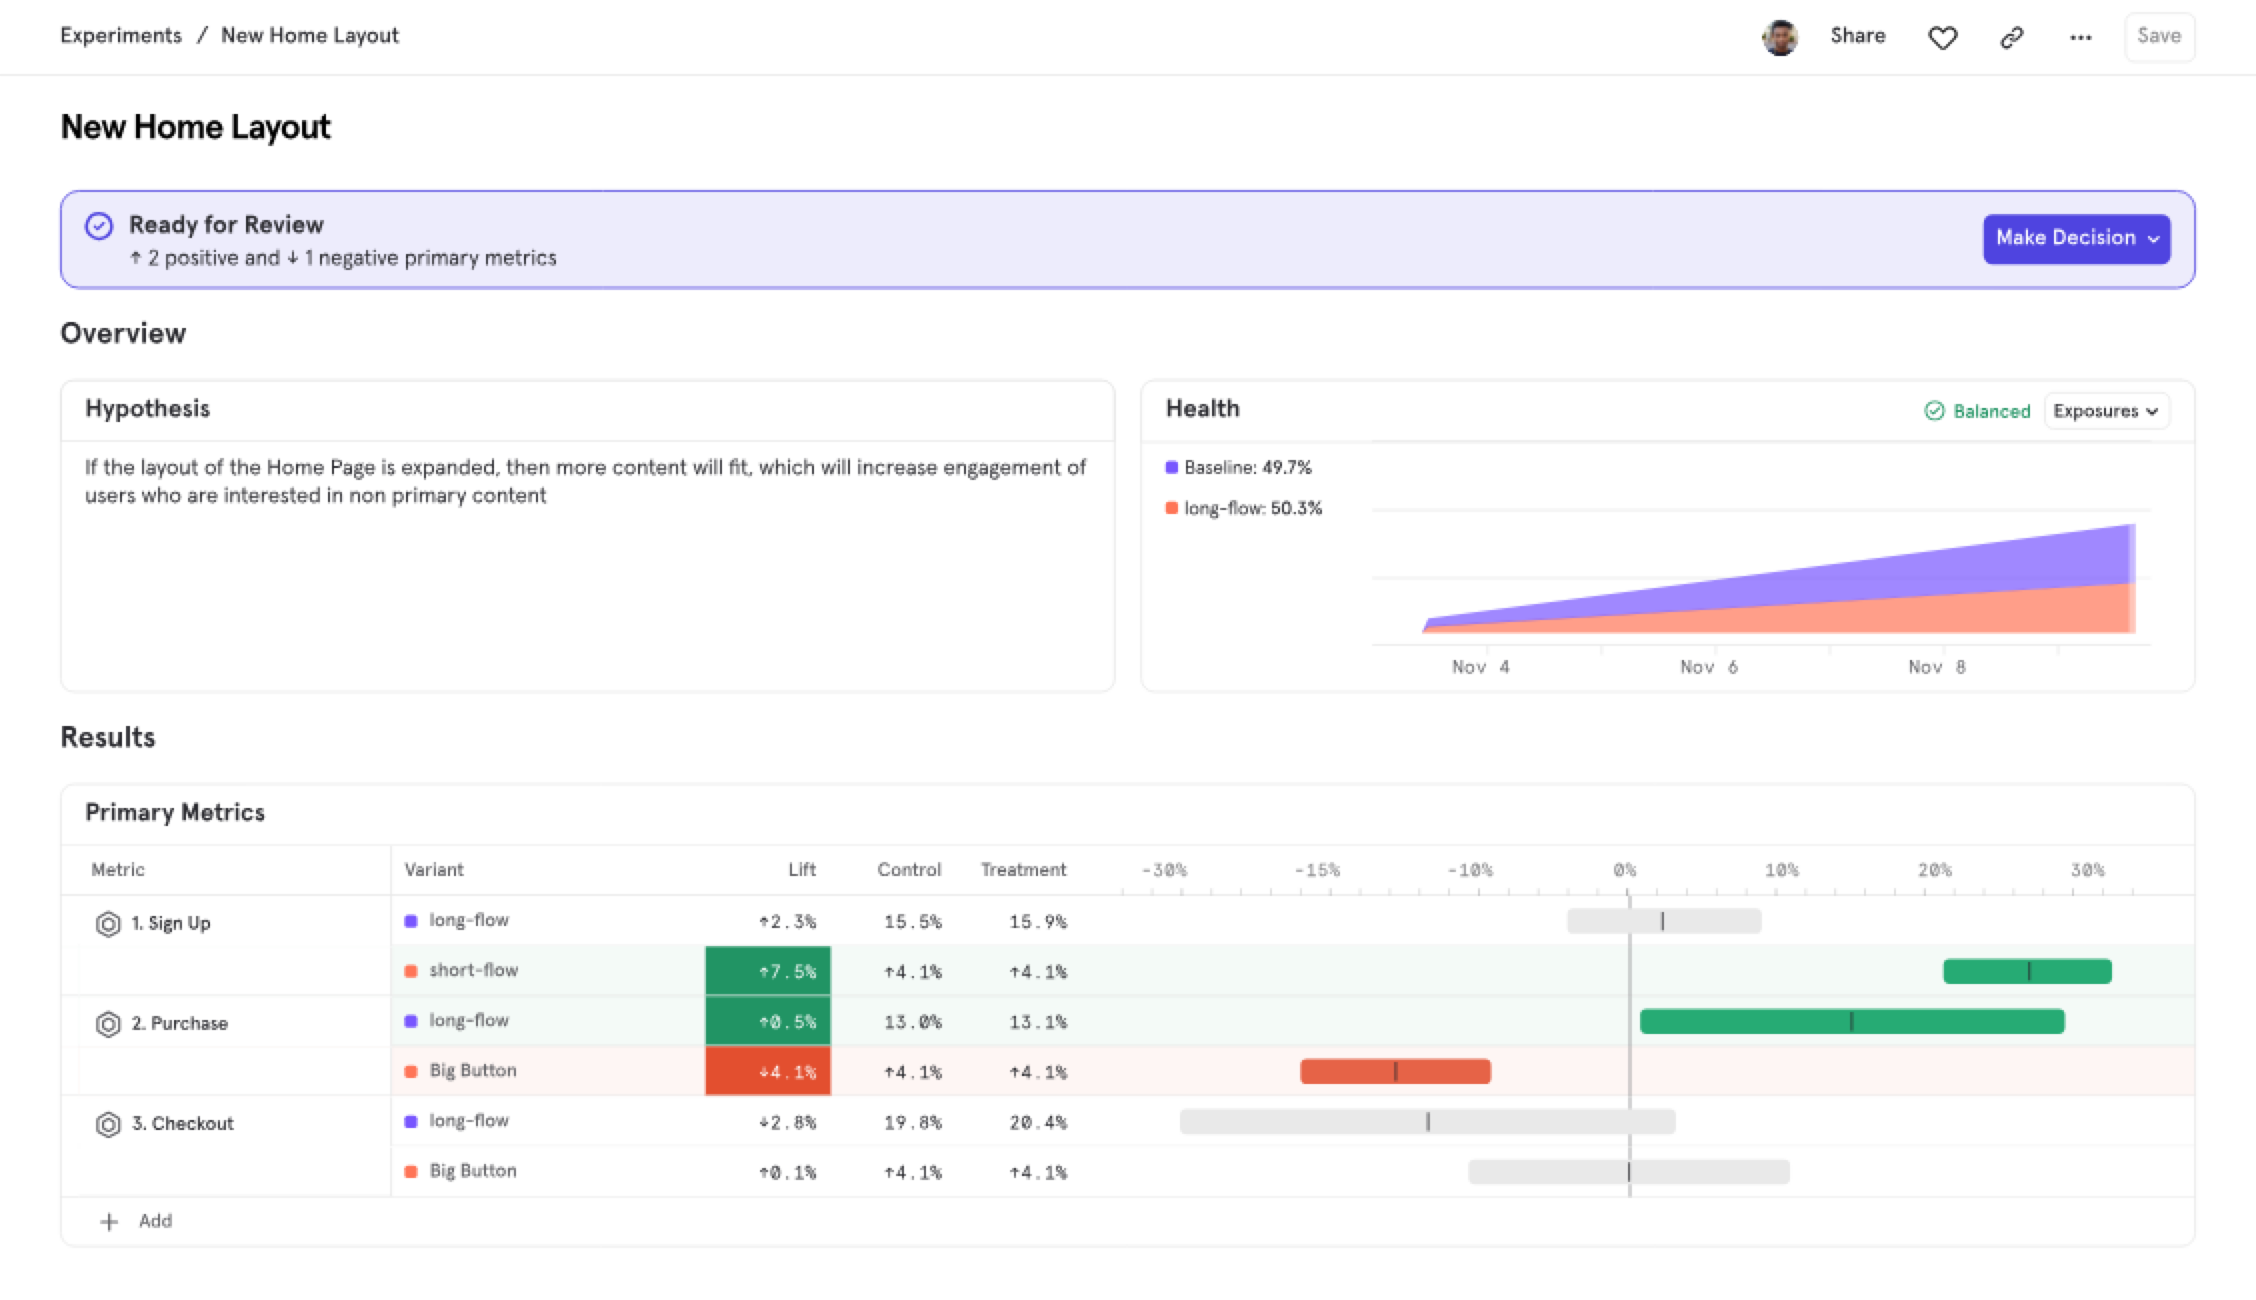 Experiments / New Home Layout
Share
Save
New Home Layout
Ready for Review
↑ 2 positive and ↓ 1 negative primary metrics
Make Decision
Overview
Hypothesis
If the layout of the Home Page is expanded, then more content will fit, which will increase engagement of
users who are interested in non primary content
Health
Balanced
Exposures
Baseline: 49.7%
long-flow: 50.3%
Nov 4 Nov 6 Nov 8
Results
Primary Metrics
Metric Variant Lift Control Treatment -30% -15% -10% 0% 10% 20% 30%
1. Sign Up long-flow ↑2.3% 15.5% 15.9%
short-flow ↑7.5% ↑4.1% ↑4.1%
2. Purchase long-flow ↑0.5% 13.0% 13.1%
Big Button ↓4.1% ↑4.1% ↑4.1%
3. Checkout long-flow ↓2.8% 19.8% 20.4%
Big Button ↑0.1% ↑4.1% ↑4.1%
+ Add